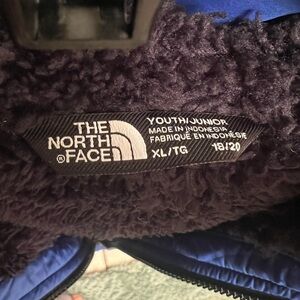 THE
NORTH
FACE
®
YOUTH/JUNIOR
MADE IN INDONESIA
FABRIQUÉ EN INDONÉSIE
XL/TG 18/20